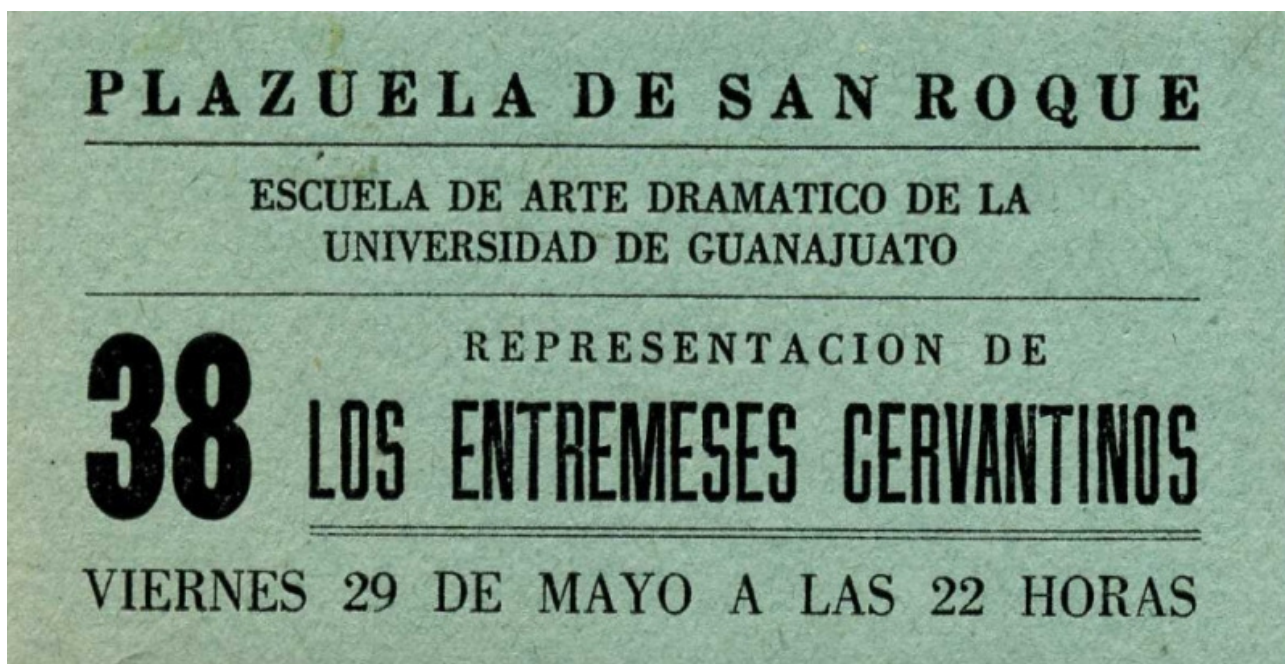 PLAZUELA DE SAN ROQUE
ESCUELA DE ARTE DRAMATICO DE LA
UNIVERSIDAD DE GUANAJUATO
38 REPRESENTACION DE
LOS ENTREMESES CERVANTINOS
VIERNES 29 DE MAYO A LAS 22 HORAS